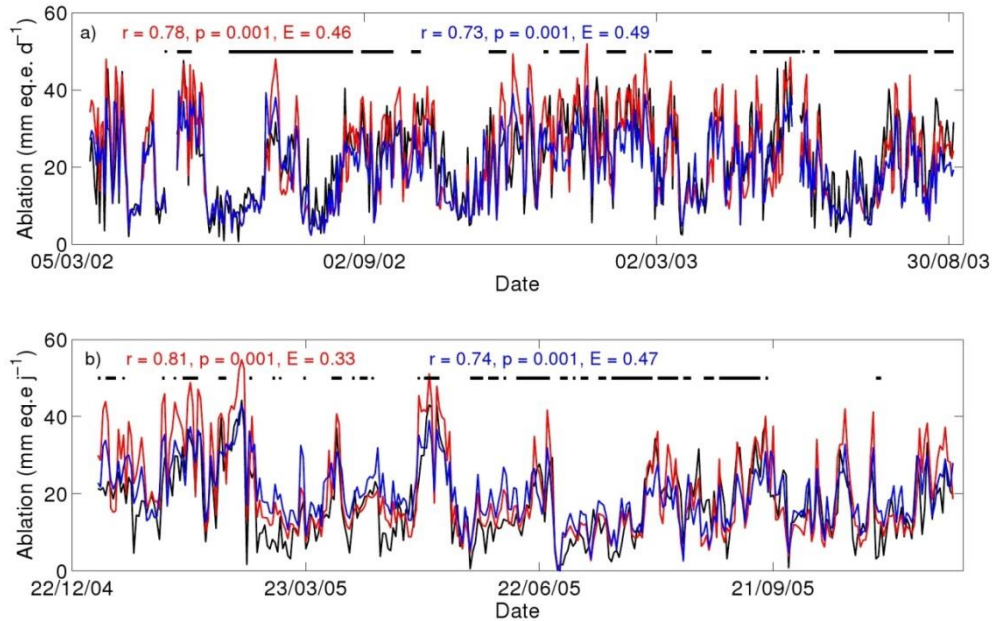 60
a)
r = 0.78, p = 0.001, E = 0.46
r = 0.73, p = 0.001, E = 0.49
Ablation (mm eq.e. d⁻¹)
40
20
0
05/03/02
02/09/02
02/03/03
30/08/03
Date
60
b)
r = 0.81, p = 0.001, E = 0.33
r = 0.74, p = 0.001, E = 0.47
Ablation (mm eq.e j⁻¹)
40
20
0
22/12/04
23/03/05
22/06/05
21/09/05
Date